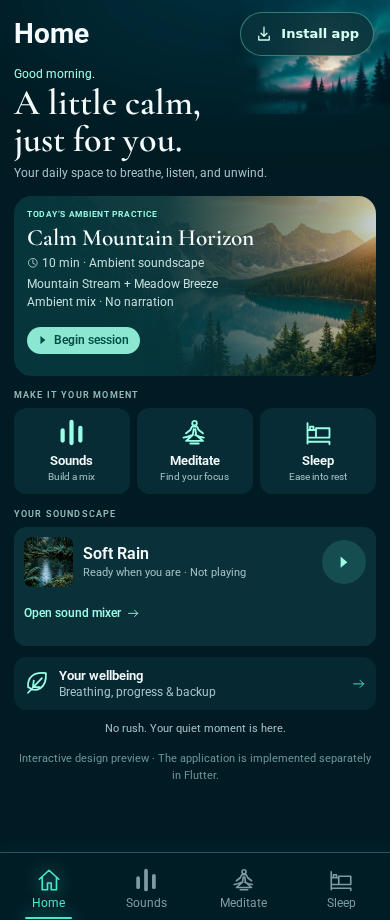 Home
Install app
Good morning.
A little calm,
just for you.
Your daily space to breathe, listen, and unwind.
TODAY'S AMBIENT PRACTICE
Calm Mountain Horizon
10 min · Ambient soundscape
Mountain Stream + Meadow Breeze
Ambient mix · No narration
Begin session
MAKE IT YOUR MOMENT
Sounds
Build a mix
Meditate
Find your focus
Sleep
Ease into rest
YOUR SOUNDSCAPE
Soft Rain
Ready when you are · Not playing
Open sound mixer →
Your wellbeing
Breathing, progress & backup
→
No rush. Your quiet moment is here.
Interactive design preview · The application is implemented separately
in Flutter.
Home
Sounds
Meditate
Sleep